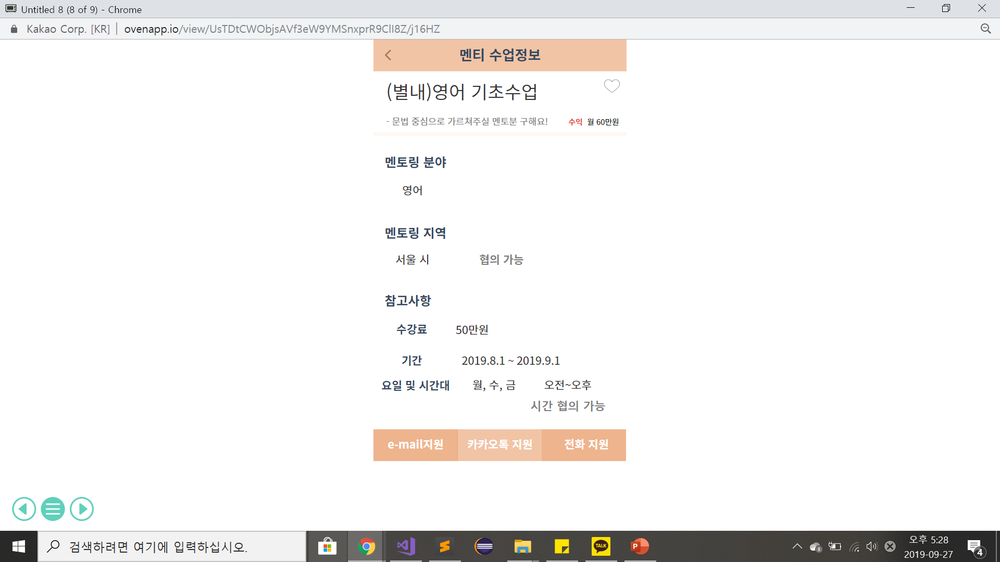 Untitled 8 (8 of 9) - Chrome
Kakao Corp. [KR] | ovenapp.io/view/UsTDtCWObjsAVf3eW9YMSnxprR9ClI8Z/j16HZ
멘티 수업정보
(별내)영어 기초수업
- 문법 중심으로 가르쳐주실 멘토분 구해요! 수익 월 60만원
멘토링 분야
영어
멘토링 지역
서울 시 협의 가능
참고사항
수강료 50만원
기간 2019.8.1 ~ 2019.9.1
요일 및 시간대 월, 수, 금 오전~오후
시간 협의 가능
e-mail지원 카카오톡 지원 전화 지원
검색하려면 여기에 입력하십시오.
TALK
P
오후 5:28
2019-09-27
4